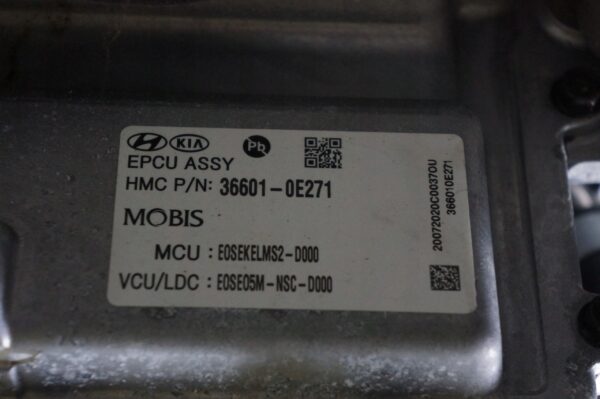 KIA Pb
EPCU ASSY
HMC P/N: 36601-0E271
MOBIS
MCU : E0SEKELMS2-D000
VCU/LDC : E0SE05M-NSC-D000
20072020C00370U
366010E271